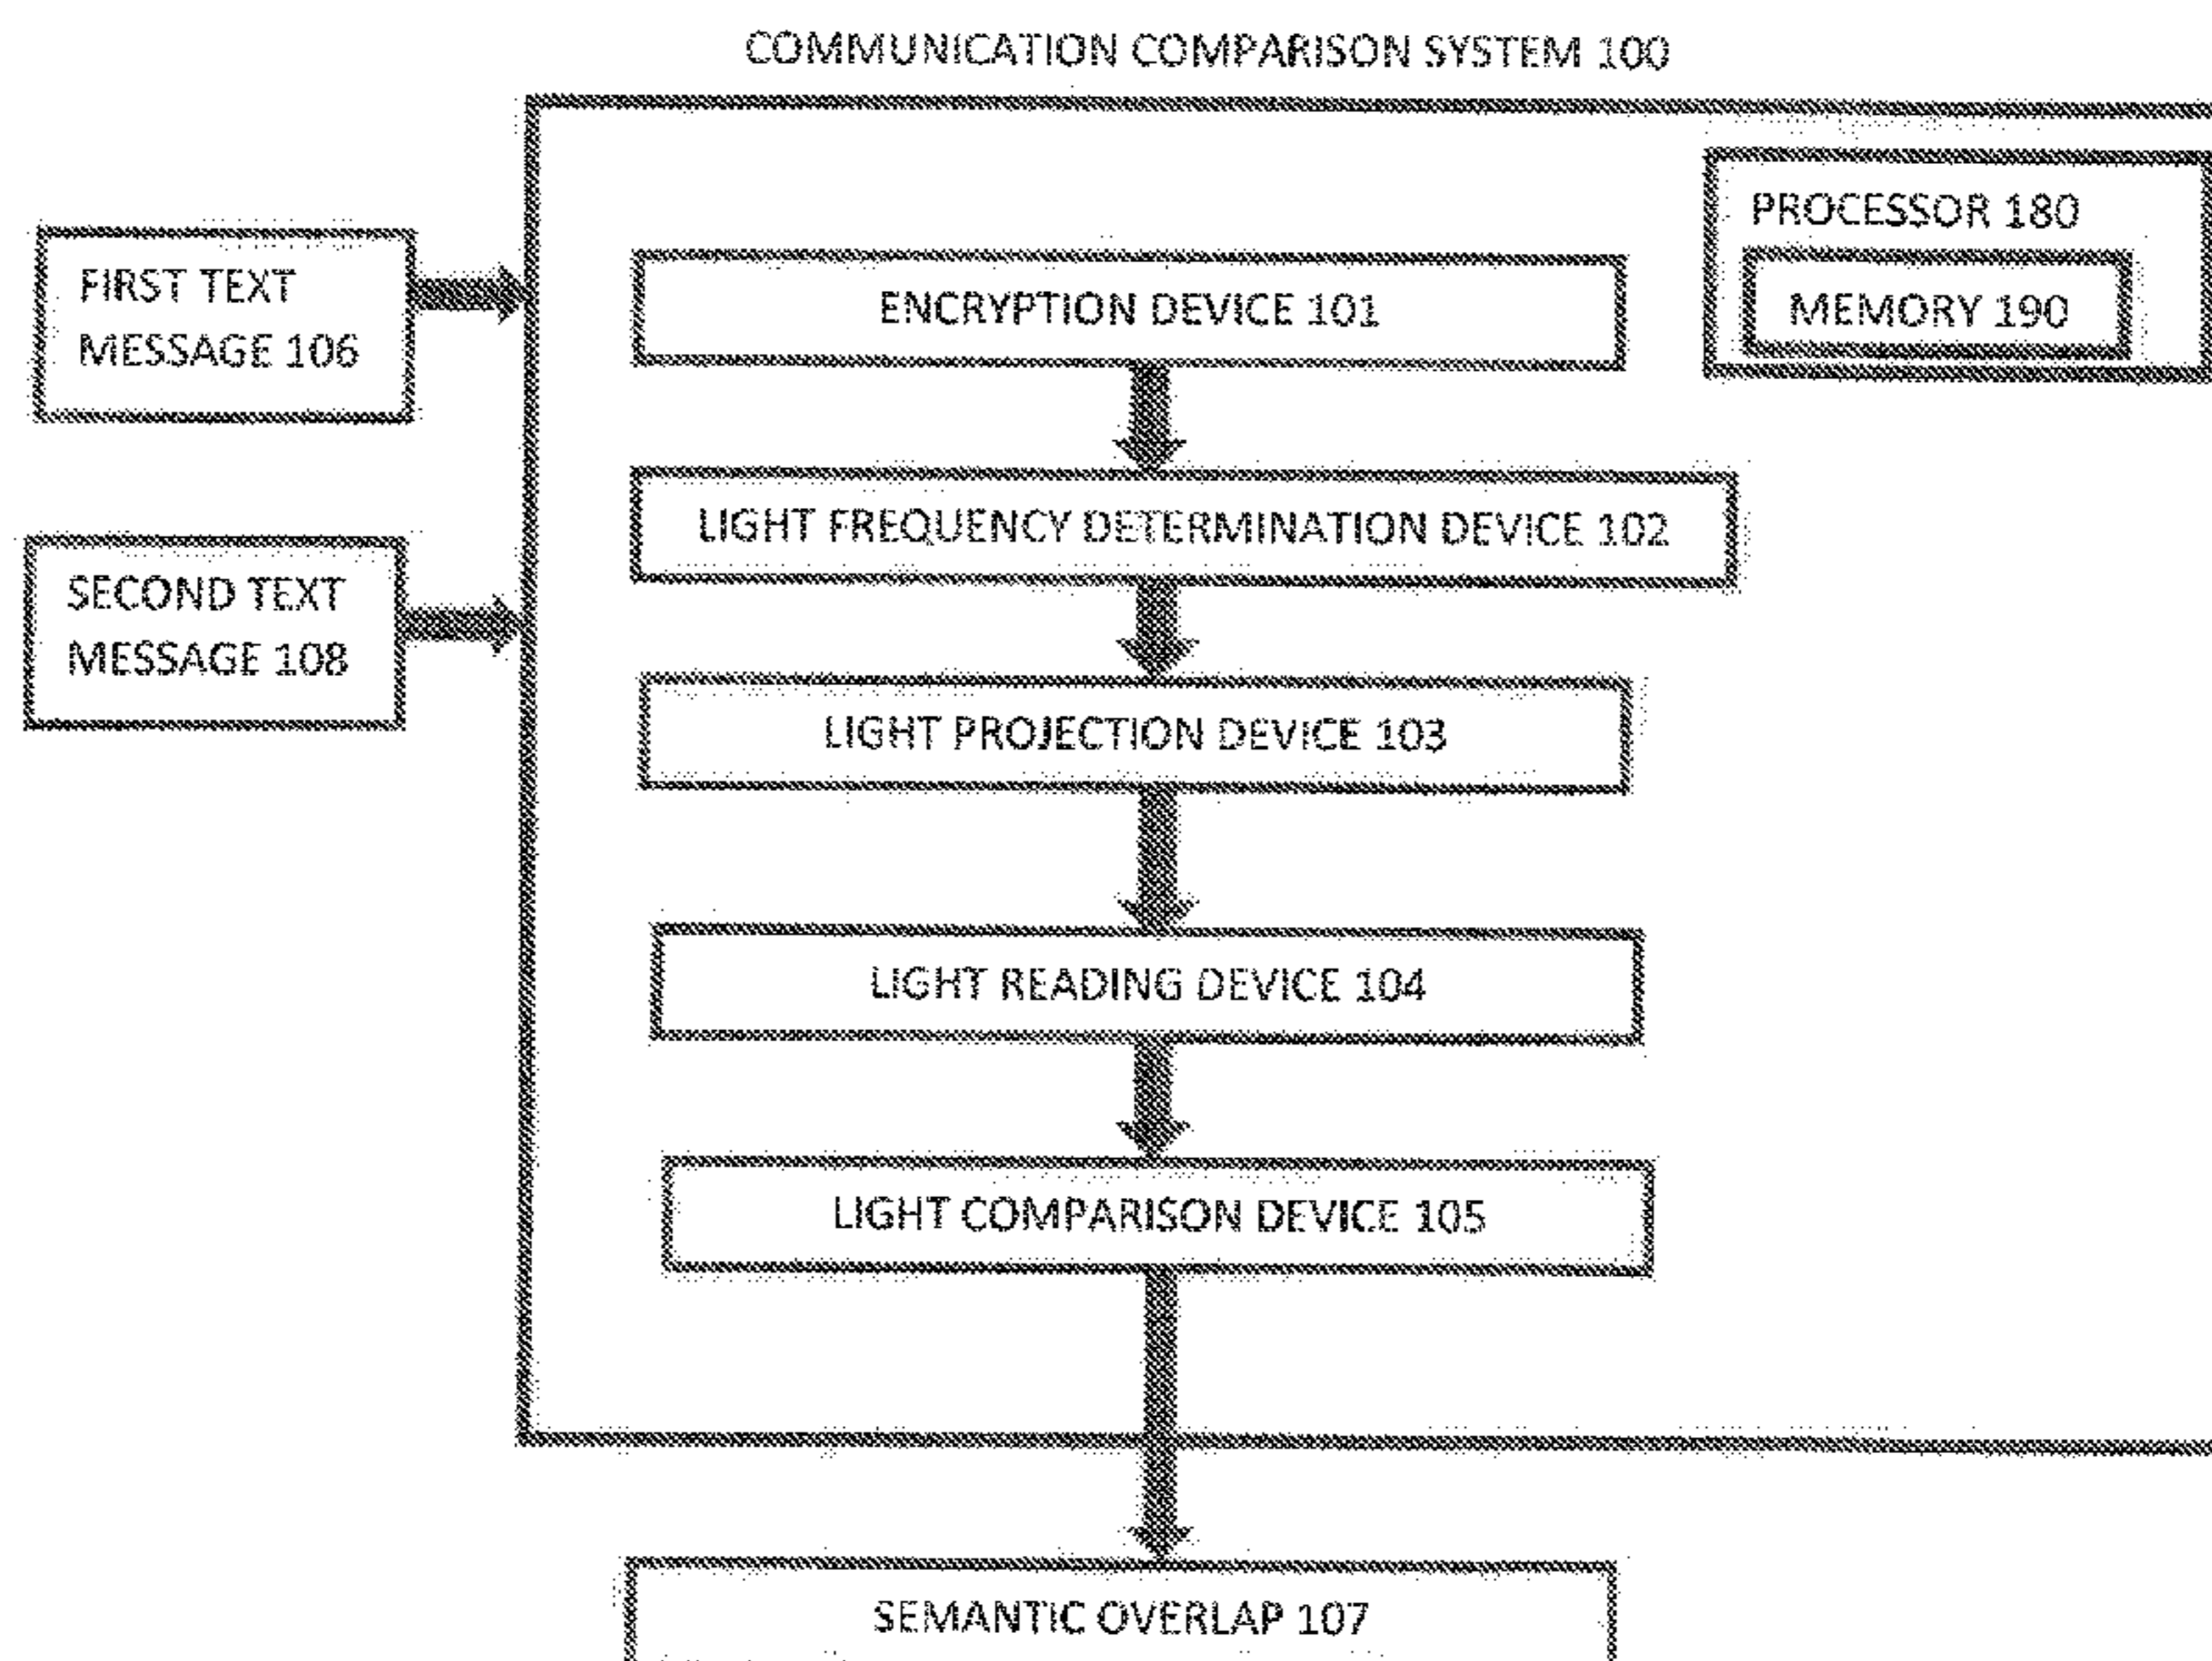 COMMUNICATION COMPARISON SYSTEM 100
PROCESSOR 180
MEMORY 190
FIRST TEXT
MESSAGE 106
ENCRYPTION DEVICE 101
LIGHT FREQUENCY DETERMINATION DEVICE 102
SECOND TEXT
MESSAGE 108
LIGHT PROJECTION DEVICE 103
LIGHT READING DEVICE 104
LIGHT COMPARISON DEVICE 105
SEMANTIC OVERLAP 107